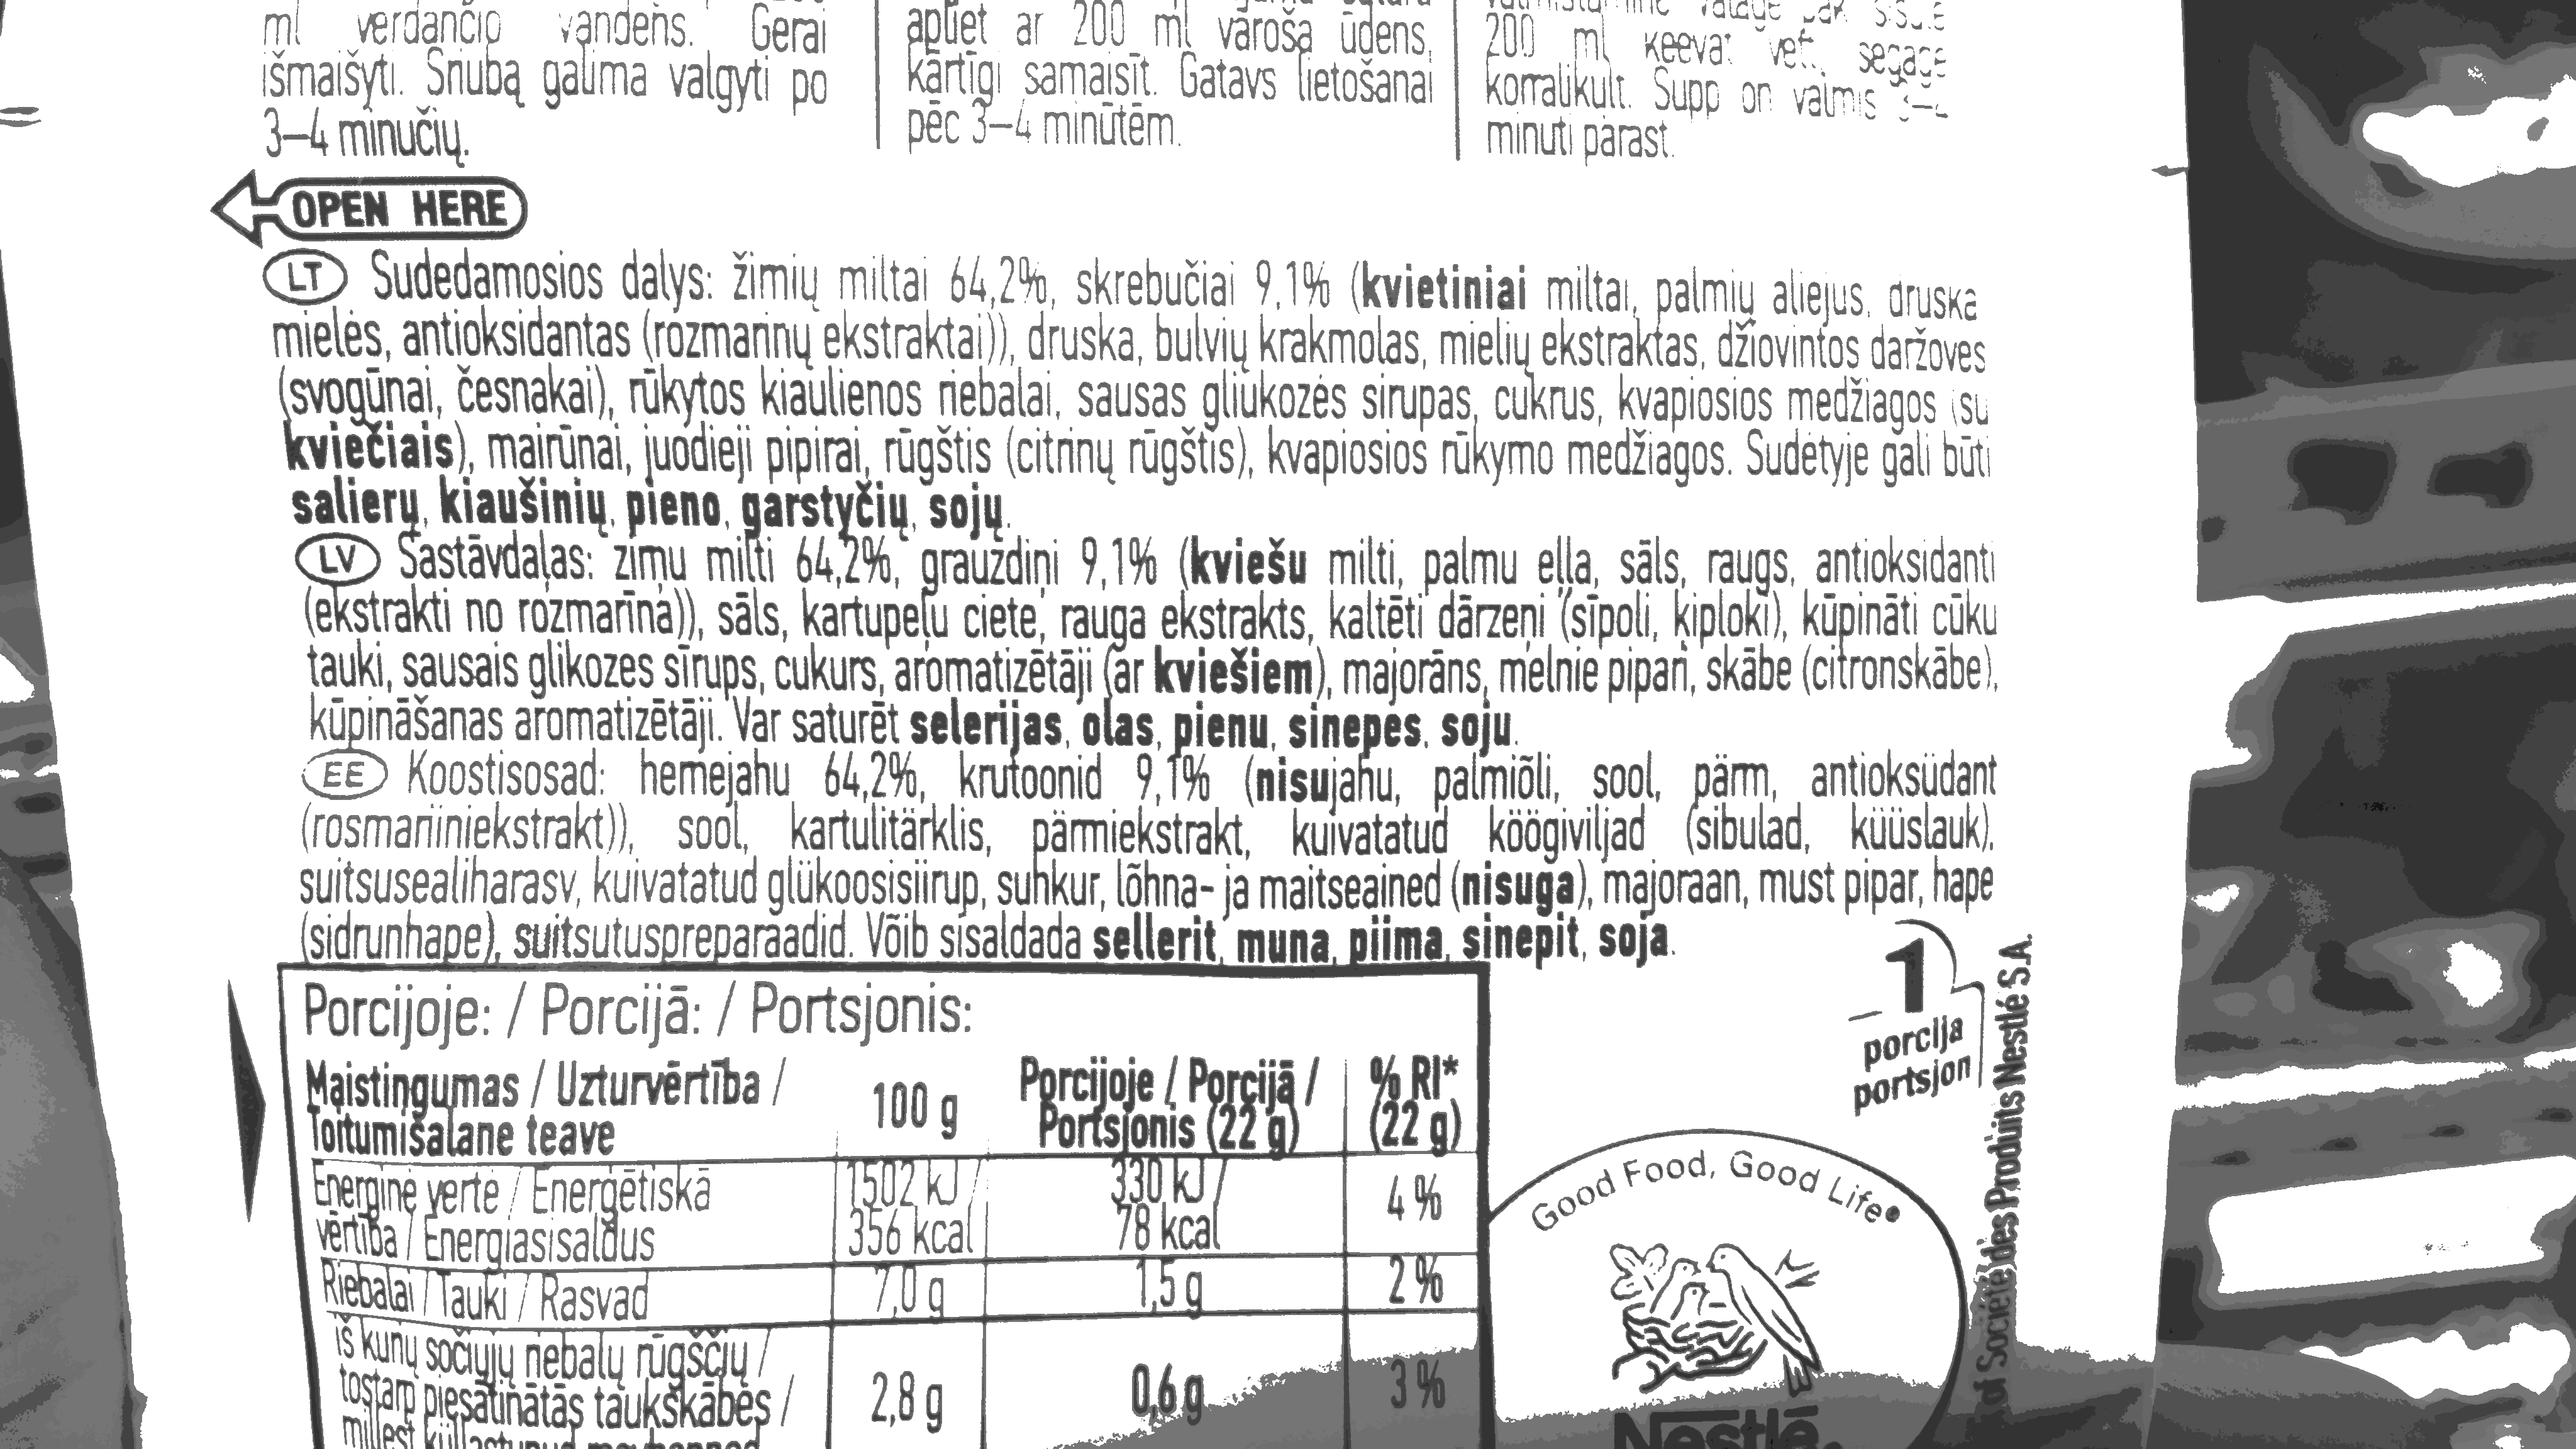 ml verdančio vandens. Gerai
išmaišyti. Sriubą galima valgyti po
3–4 minučių.
apliet ar 200 ml vāroša ūdens,
kārtīgi samaisīt. Gatavs lietošanai
pēc 3–4 minūtēm.
200 ml keevat vett, segage
korralikult. Supp on valmis 3–4
minuti pärast.
OPEN HERE
LT Sudedamosios dalys: žirnių miltai 64,2%, skrebučiai 9,1% (kvietiniai miltai, palmių aliejus, druska
mielės, antioksidantas (rozmarinų ekstraktai)), druska, bulvių krakmolas, mielių ekstraktas, džiovintos daržovės
(svogūnai, česnakai), rūkytos kiaulienos riebalai, sausas gliukozės sirupas, cukrus, kvapiosios medžiagos (su
kviečiais), mairūnai, juodieji pipirai, rūgštis (citrinų rūgštis), kvapiosios rūkymo medžiagos. Sudėtyje gali būti
salierų, kiaušinių, pieno, garstyčių, sojų.
LV Sastāvdaļas: zirņu milti 64,2%, grauzdiņi 9,1% (kviešu milti, palmu eļļa, sāls, raugs, antioksidanti
(ekstrakti no rozmarīna)), sāls, kartupeļu ciete, rauga ekstrakts, kaltēti dārzeņi (sīpoli, ķiploki), kūpināti cūku
tauki, sausais glikozes sīrups, cukurs, aromatizētāji (ar kviešiem), majorāns, melnie pipari, skābe (citronskābe),
kūpināšanas aromatizētāji. Var saturēt selerijas, olas, pienu, sinepes, soju.
EE Koostisosad: hernejahu 64,2%, krutoonid 9,1% (nisujahu, palmiõli, sool, pärm, antioksüdant
(rosmariiniekstrakt)), sool, kartulitärklis, pärmiekstrakt, kuivatatud köögiviljad (sibulad, küüslauk),
suitsusealiharasv, kuivatatud glükoosisiirup, suhkur, lõhna- ja maitseained (nisuga), majoraan, must pipar, hape
(sidrunhape), suitsutuspreparaadid. Võib sisaldada sellerit, muna, piima, sinepit, soja.
Porcijoje: / Porcijā: / Portsjonis:
Maistingumas / Uzturvērtība /
Toitumisalane teave
100 g
Porcijoje / Porcijā /
Portsjonis (22 g)
% RI*
(22 g)
Energinė vertė / Enerģētiskā
vērtība / Energiasisaldus
1502 kJ /
356 kcal
330 kJ /
78 kcal
4 %
Riebalai / Tauki / Rasvad
7,0 g
1,5 g
2 %
iš kurių sočiųjų riebalų rūgščių /
tostarp piesātinātās taukskābes /
millest küllastunud
2,8 g
0,6 g
3 %
1
porcija
portsjon
of Société des Produits Nestlé S.A.
Good Food, Good Life
Nestlé